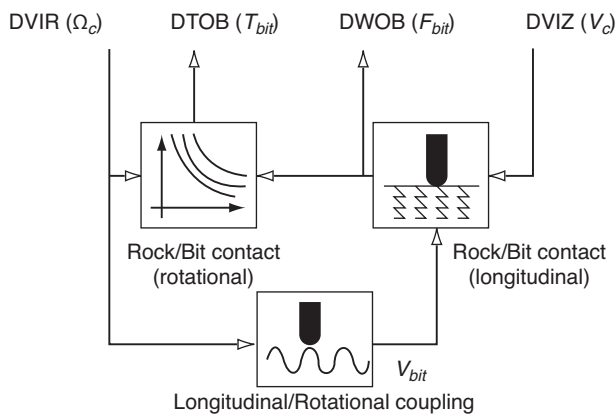 DVIR (Ωc) DTOB (Tbit) DWOB (Fbit) DVIZ (Vc)
Rock/Bit contact
(rotational)
Rock/Bit contact
(longitudinal)
Vbit
Longitudinal/Rotational coupling